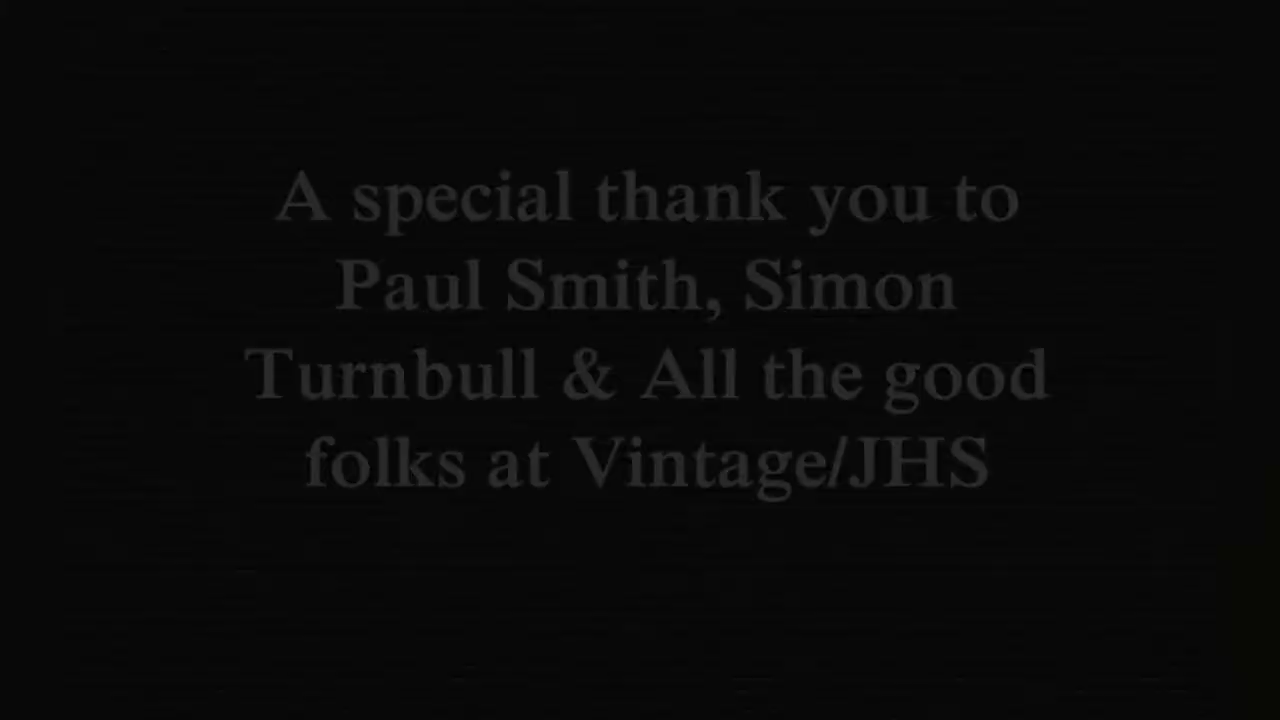 A special thank you to
Paul Smith, Simon
Turnbull & All the good
folks at Vintage/JHS